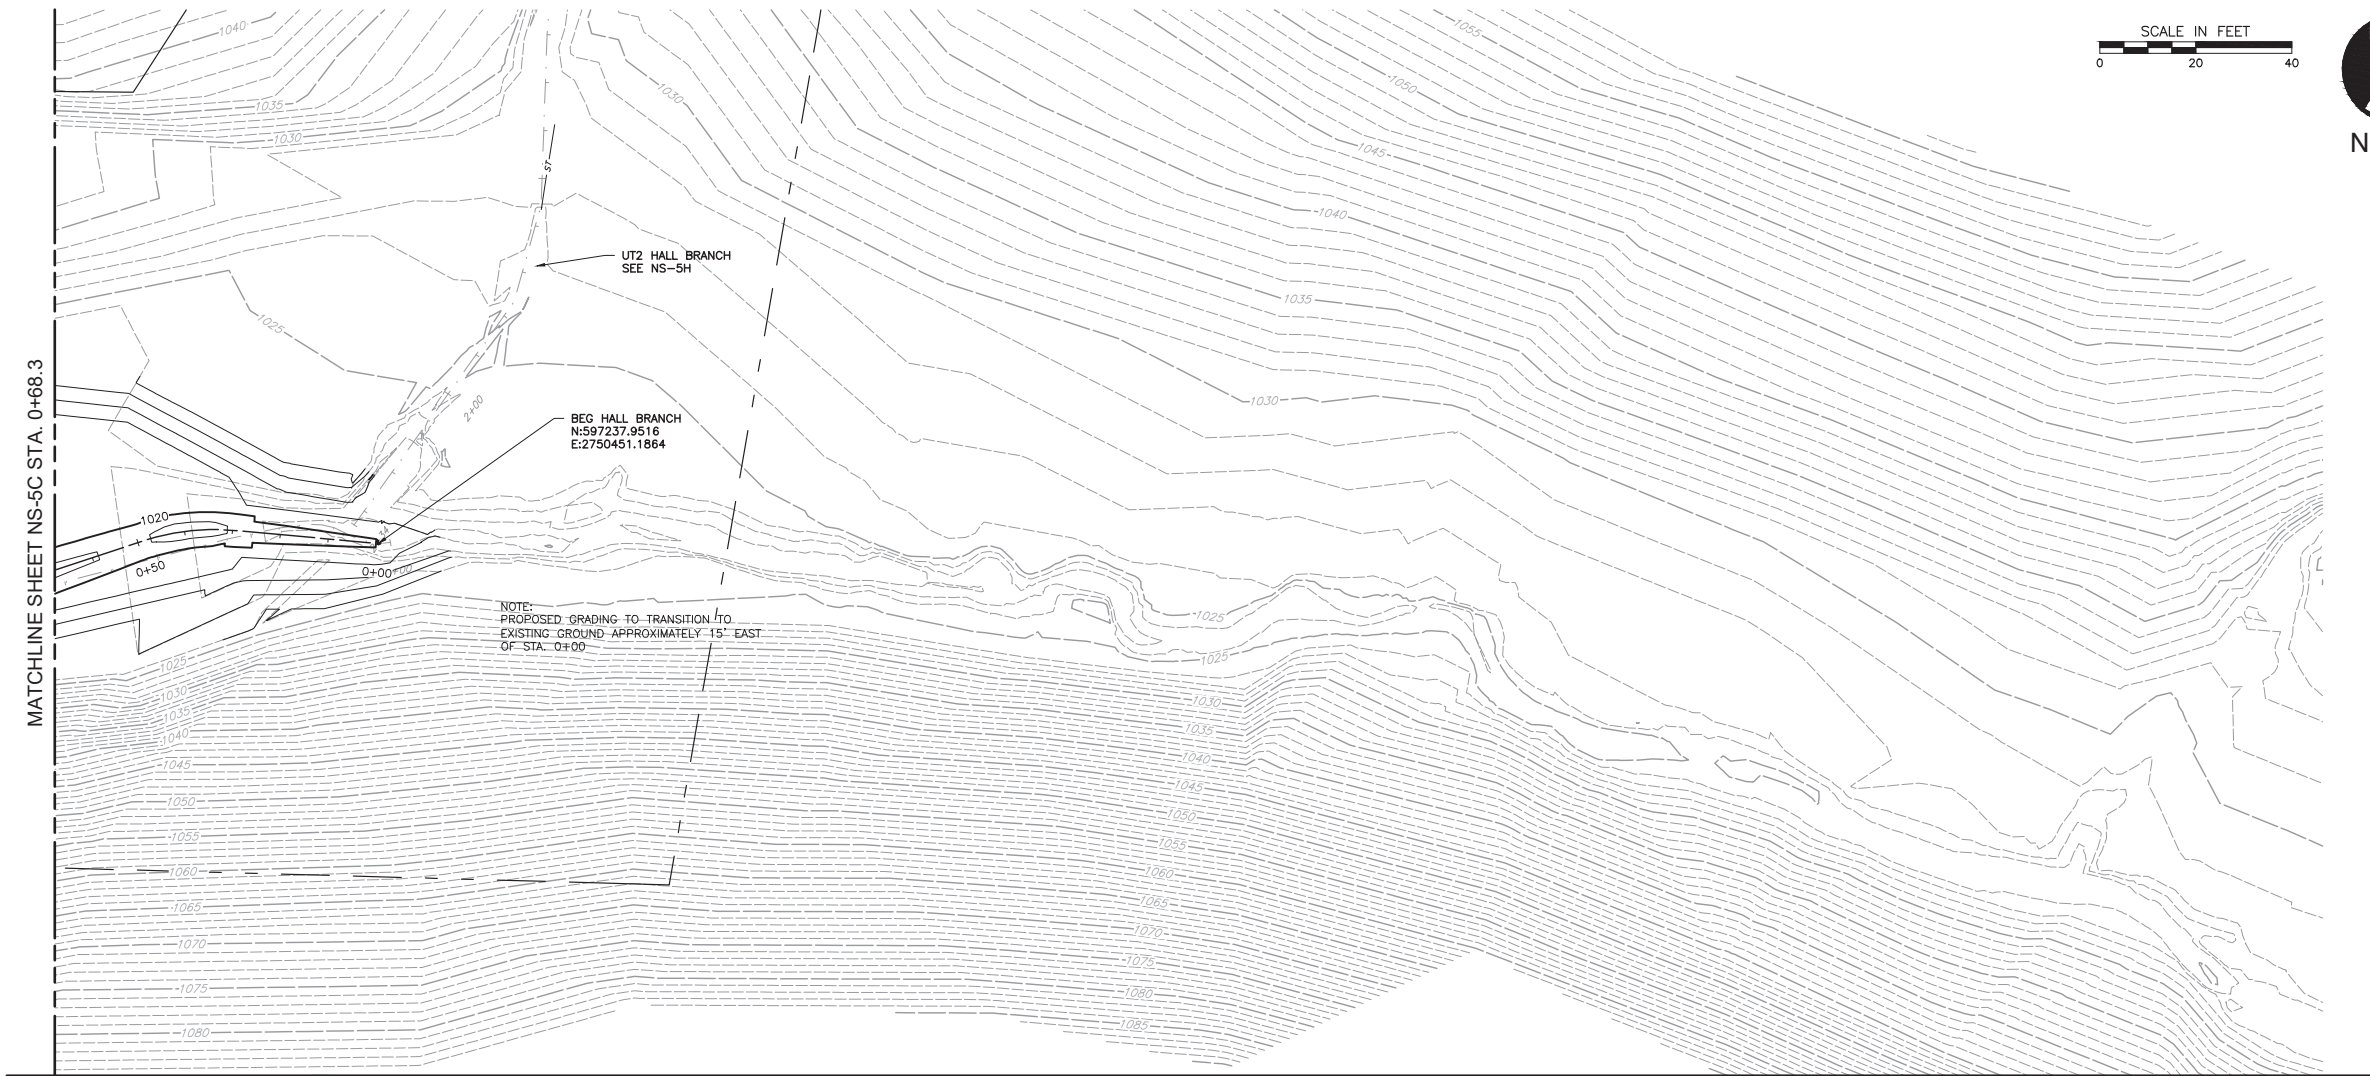 SCALE IN FEET
0 20 40
N
1040
1055
1030
1050
1035
1030
1045
ST
1040
UT2 HALL BRANCH
SEE NS-5H
1035
1025
MATCHLINE SHEET NS-5C STA. 0+68.3
1030
2+00
BEG HALL BRANCH
N:597237.9516
E:2750451.1864
1020
0+50
0+00
NOTE:
PROPOSED GRADING TO TRANSITION TO
EXISTING GROUND APPROXIMATELY 15' EAST
OF STA. 0+00
1025
1025
1025
1030
1030
1035
1035
1040
1040
1045
1045
1050
1050
1055
1055
1060
1060
1065
1065
1070
1070
1075
1075
1080
1080
1085